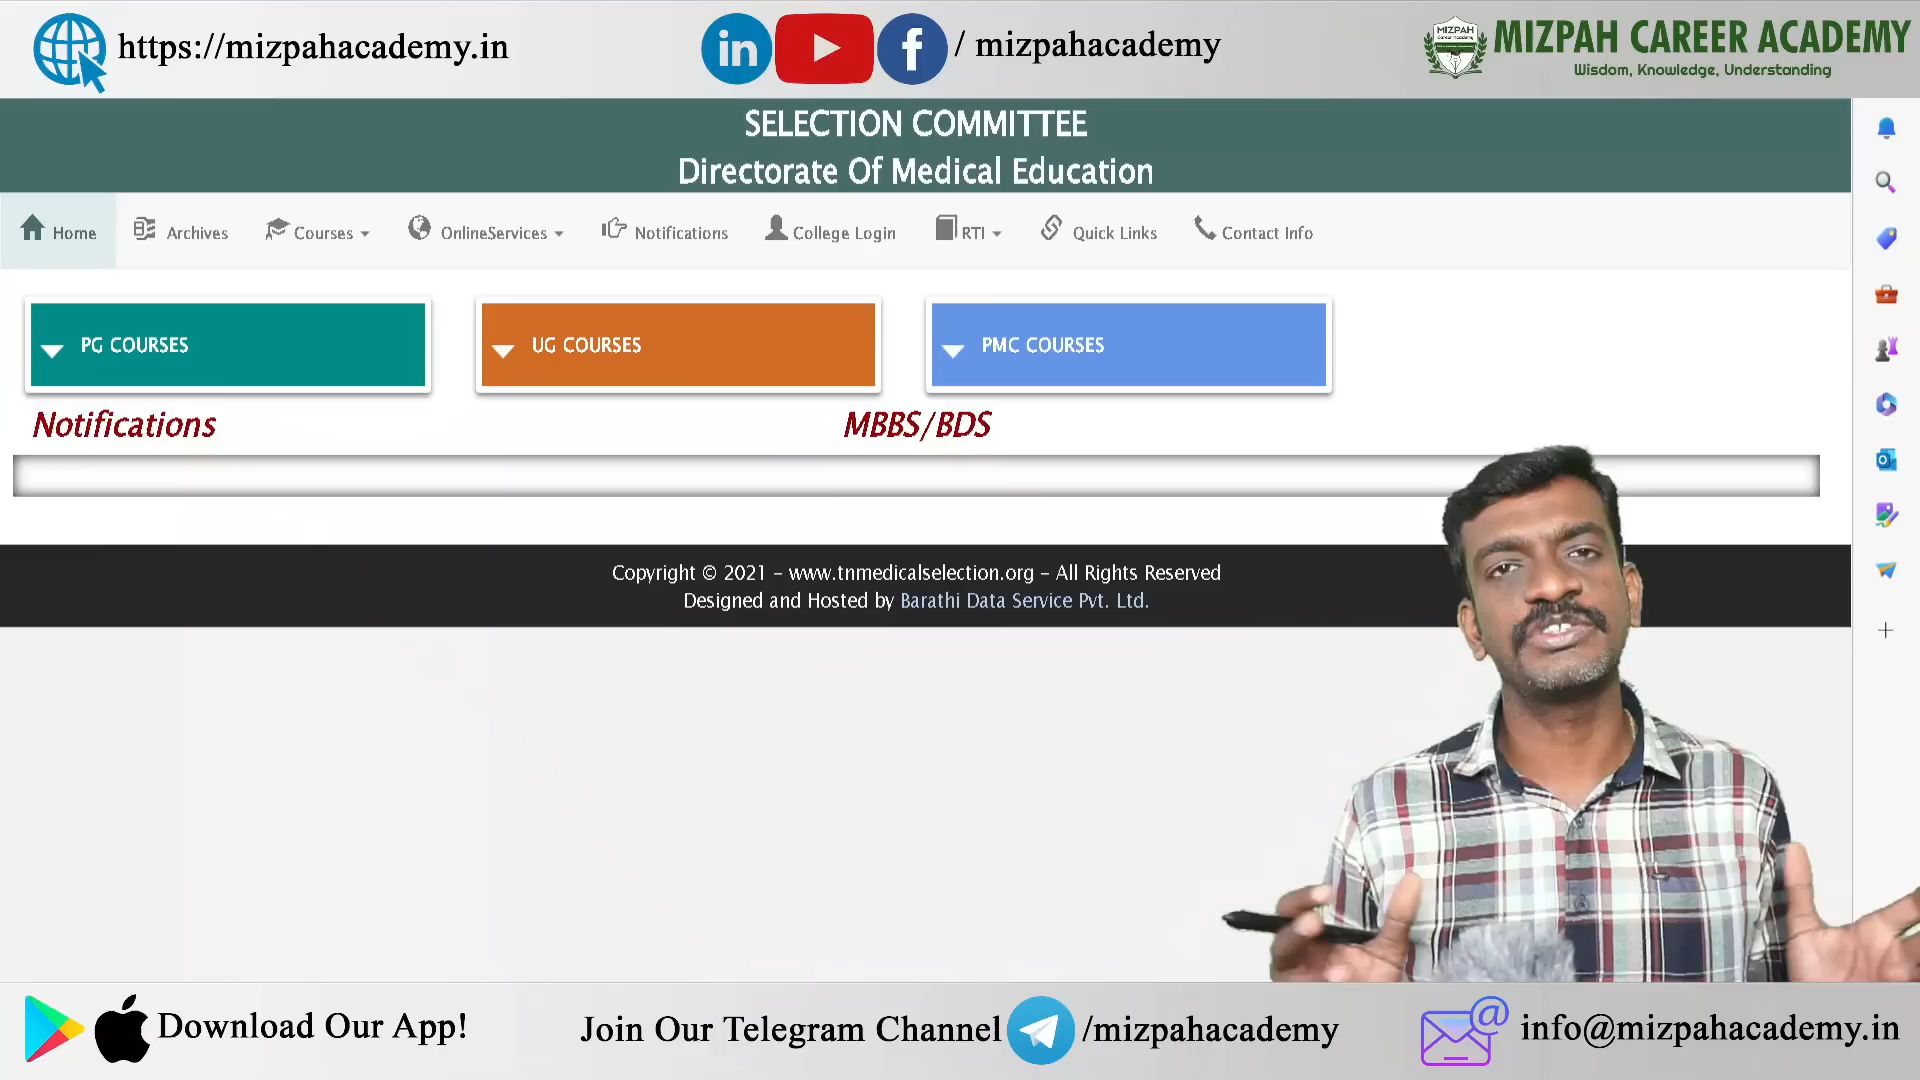 https://mizpahacademy.in
/ mizpahacademy
MIZPAH
Career Academy
MIZPAH CAREER ACADEMY
Wisdom, Knowledge, Understanding
SELECTION COMMITTEE
Directorate Of Medical Education
Home
Archives
Courses
OnlineServices
Notifications
College Login
RTI
Quick Links
Contact Info
PG COURSES
UG COURSES
PMC COURSES
Notifications
MBBS/BDS
Copyright © 2021 - www.tnmedicalselection.org - All Rights Reserved
Designed and Hosted by Barathi Data Service Pvt. Ltd.
Download Our App!
Join Our Telegram Channel /mizpahacademy
info@mizpahacademy.in